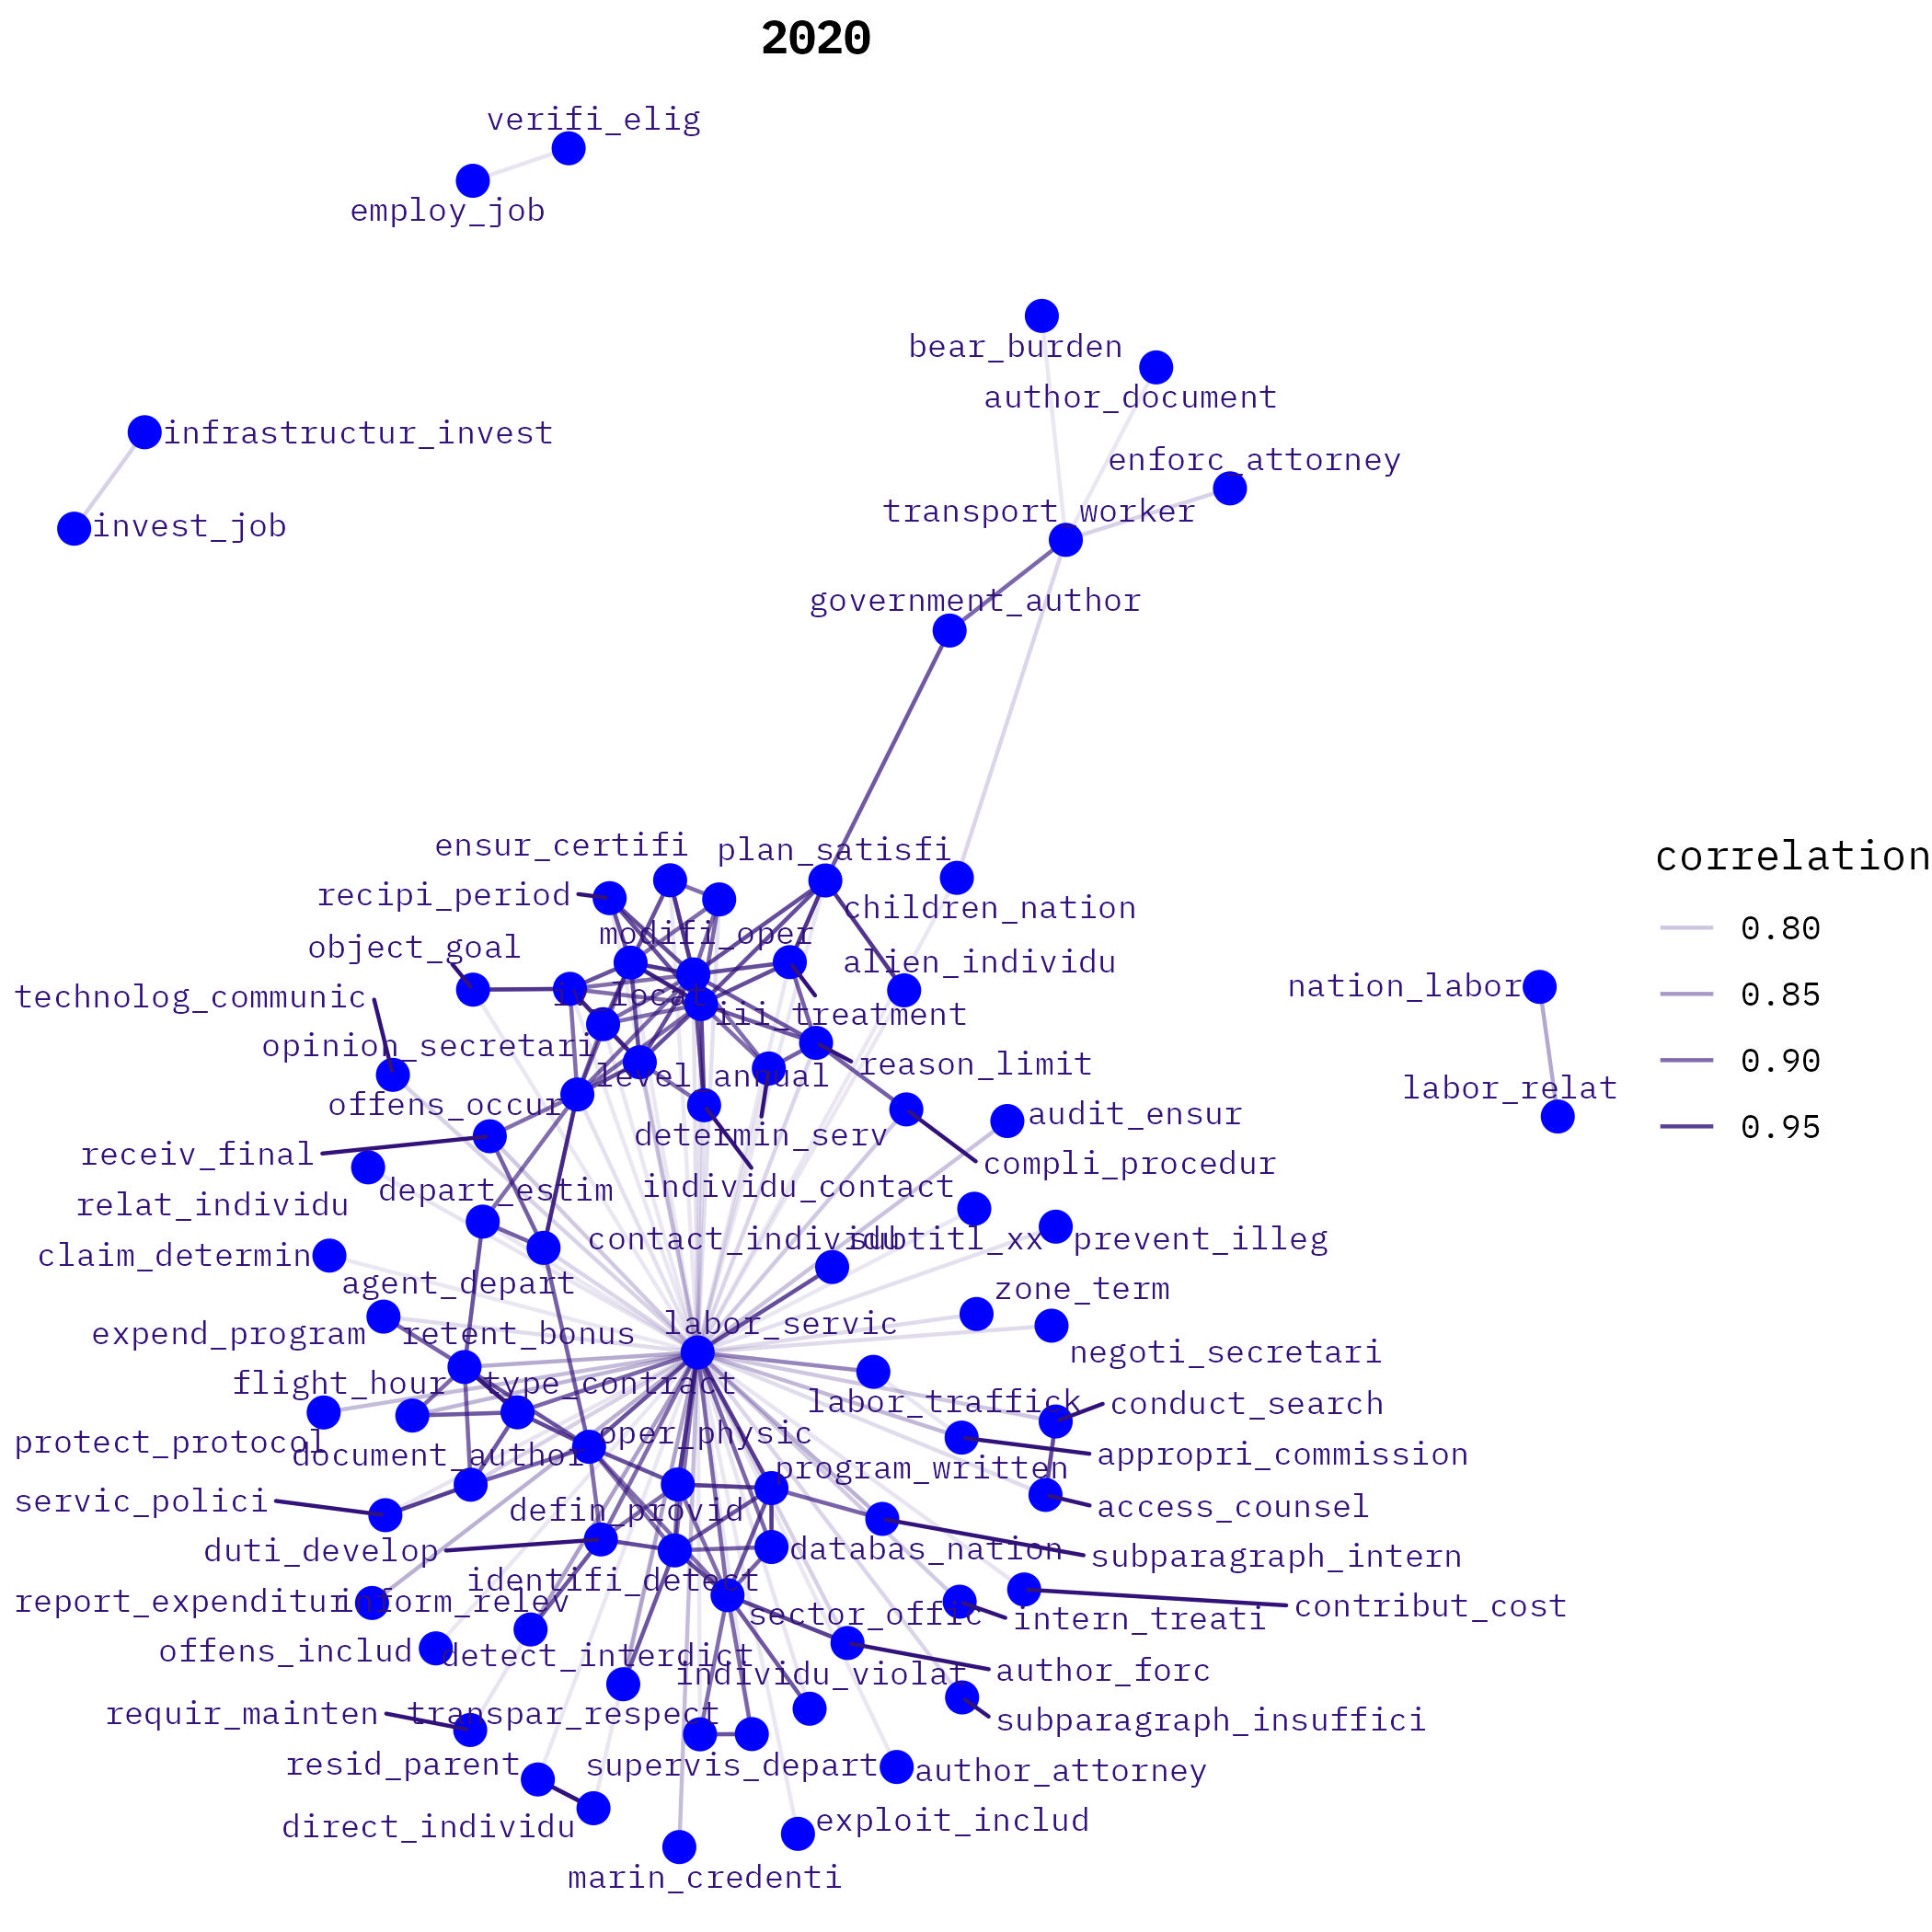 2020
verifi_elig
employ_job
bear_burden
author_document
infrastructur_invest
enforc_attorney
transport_worker
invest_job
government_author
ensur_certifi
plan_satisfi
correlation
recipi_period
children_nation
0.80
modifi_oper
object_goal
alien_individu
nation_labor
technolog_communic
iv_locat
0.85
iii_treatment
opinion_secretari
reason_limit
0.90
level_annual
labor_relat
offens_occur
audit_ensur
0.95
determin_serv
receiv_final
compli_procedur
depart_estim
individu_contact
relat_individu
contact_individu
subtitl_xx
prevent_illeg
claim_determin
agent_depart
zone_term
labor_servic
expend_program
retent_bonus
negoti_secretari
flight_hour
type_contract
labor_traffick
conduct_search
oper_physic
protect_protocol
document_author
appropri_commission
program_written
servic_polici
defin_provid
access_counsel
duti_develop
databas_nation
subparagraph_intern
identifi_detect
report_expenditur
inform_relev
sector_offic
intern_treati
contribut_cost
offens_includ
detect_interdict
individu_violat
author_forc
requir_mainten
transpar_respect
subparagraph_insuffici
resid_parent
supervis_depart
author_attorney
direct_individu
exploit_includ
marin_credenti